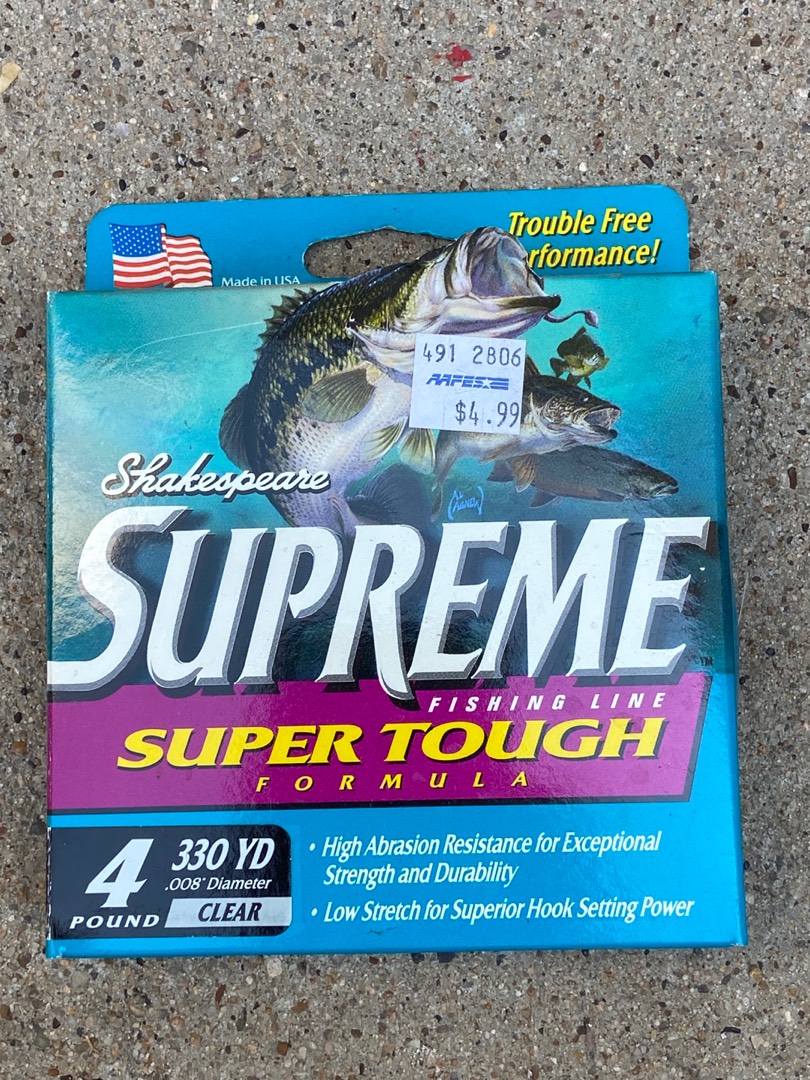 Trouble Free
rformance!
Made in USA
491 2806
AAFES
$4.99
Shakespeare
SUPREME
™
FISHING LINE
SUPER TOUGH
FORMULA
4
POUND
330 YD
.008" Diameter
CLEAR
• High Abrasion Resistance for Exceptional
Strength and Durability
• Low Stretch for Superior Hook Setting Power